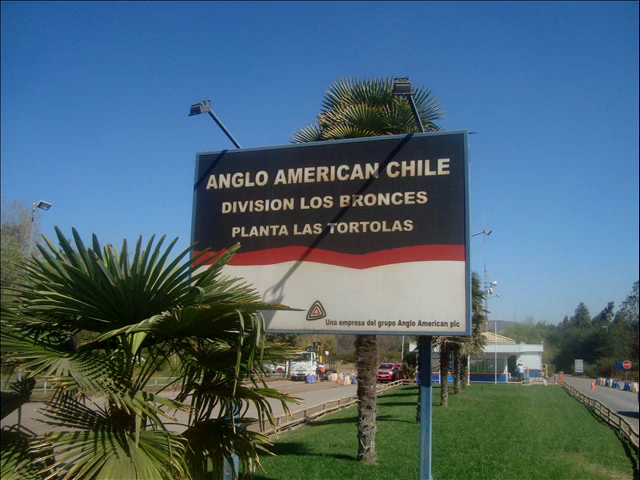 ANGLO AMERICAN CHILE
DIVISION LOS BRONCES
PLANTA LAS TORTOLAS
Una empresa del grupo Anglo American plc